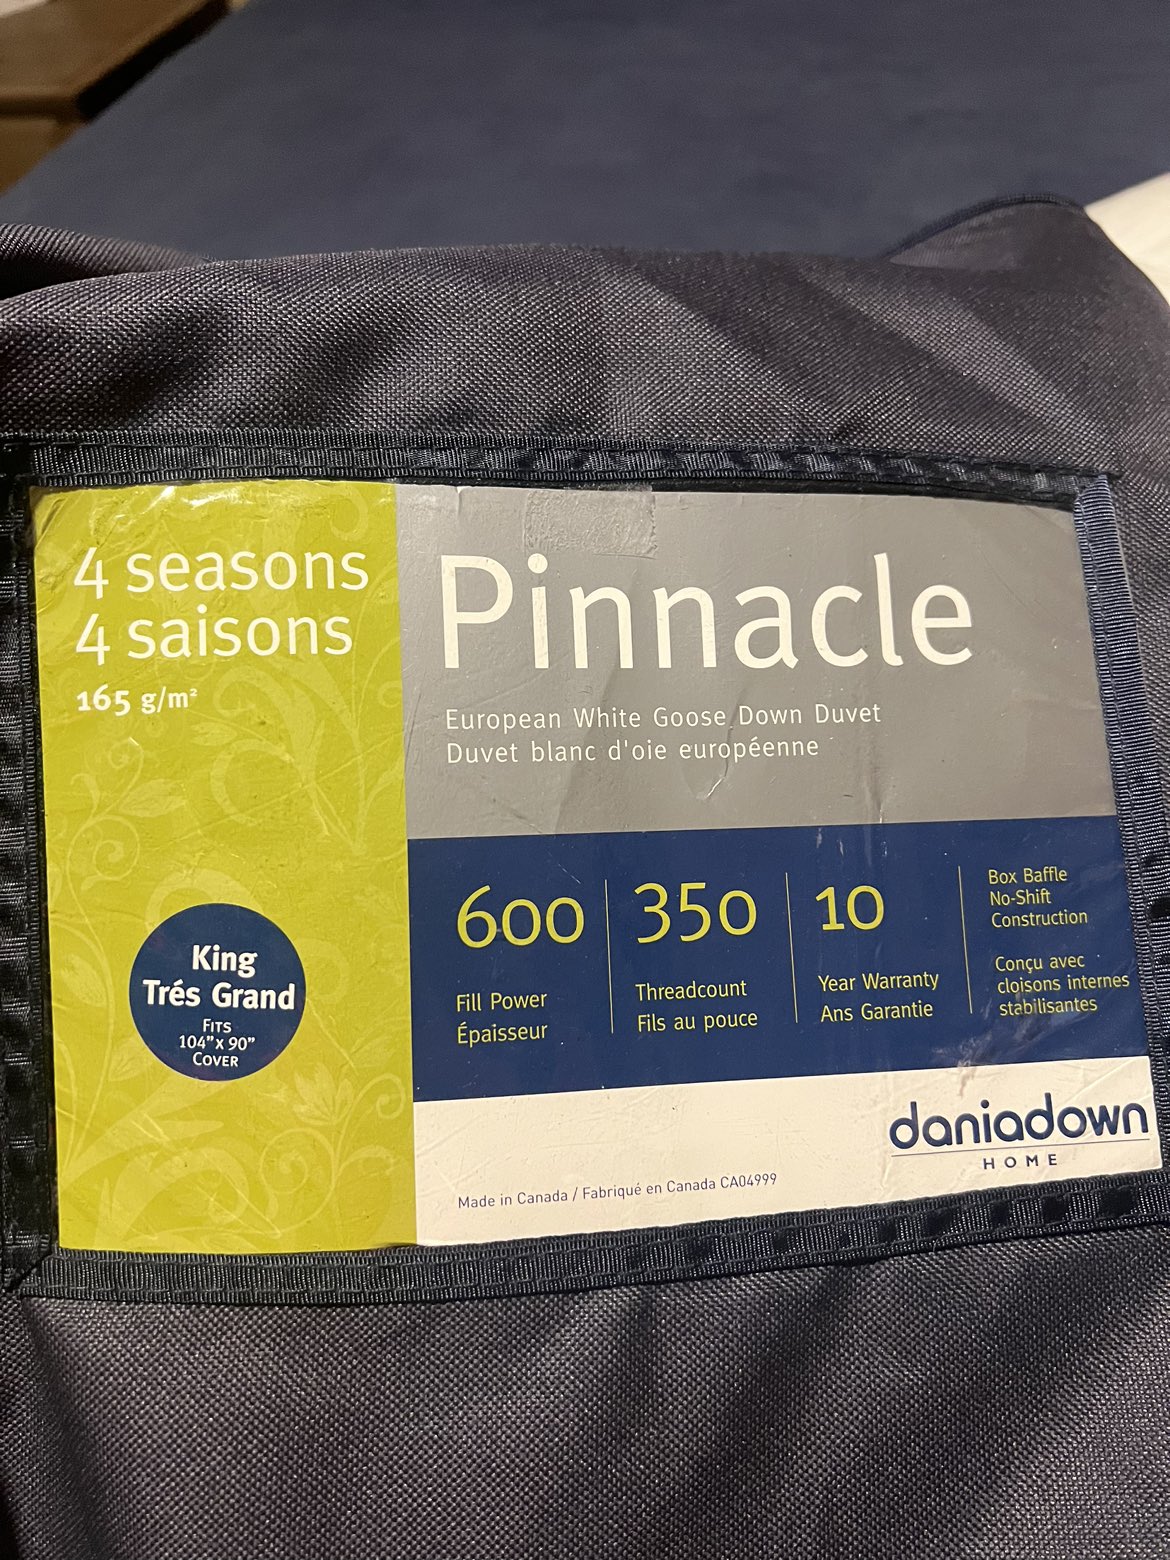 4 seasons
4 saisons
165 g/m²
King
Trés Grand
Fits
104"x 90"
Cover
Pinnacle
European White Goose Down Duvet
Duvet blanc d'oie européenne
600
Fill Power
Épaisseur
350
Threadcount
Fils au pouce
10
Year Warranty
Ans Garantie
Box Baffle
No-Shift
Construction
Conçu avec
cloisons internes
stabilisantes
daniadown
HOME
Made in Canada / Fabriqué en Canada CA04999